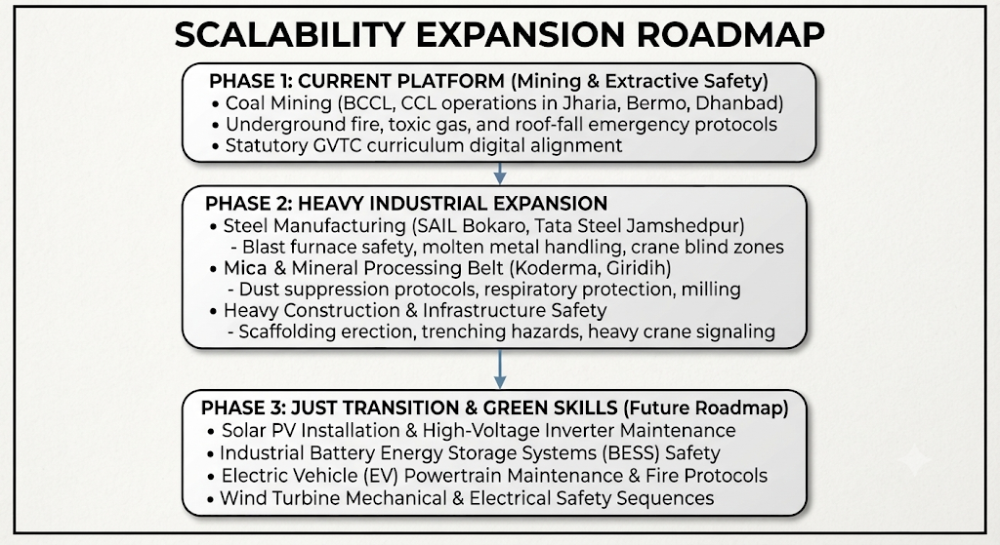 SCALABILITY EXPANSION ROADMAP
PHASE 1: CURRENT PLATFORM (Mining & Extractive Safety)
• Coal Mining (BCCL, CCL operations in Jharia, Bermo, Dhanbad)
• Underground fire, toxic gas, and roof-fall emergency protocols
• Statutory GVTC curriculum digital alignment
PHASE 2: HEAVY INDUSTRIAL EXPANSION
• Steel Manufacturing (SAIL Bokaro, Tata Steel Jamshedpur)
- Blast furnace safety, molten metal handling, crane blind zones
• Mica & Mineral Processing Belt (Koderma, Giridih)
- Dust suppression protocols, respiratory protection, milling
• Heavy Construction & Infrastructure Safety
- Scaffolding erection, trenching hazards, heavy crane signaling
PHASE 3: JUST TRANSITION & GREEN SKILLS (Future Roadmap)
• Solar PV Installation & High-Voltage Inverter Maintenance
• Industrial Battery Energy Storage Systems (BESS) Safety
• Electric Vehicle (EV) Powertrain Maintenance & Fire Protocols
• Wind Turbine Mechanical & Electrical Safety Sequences